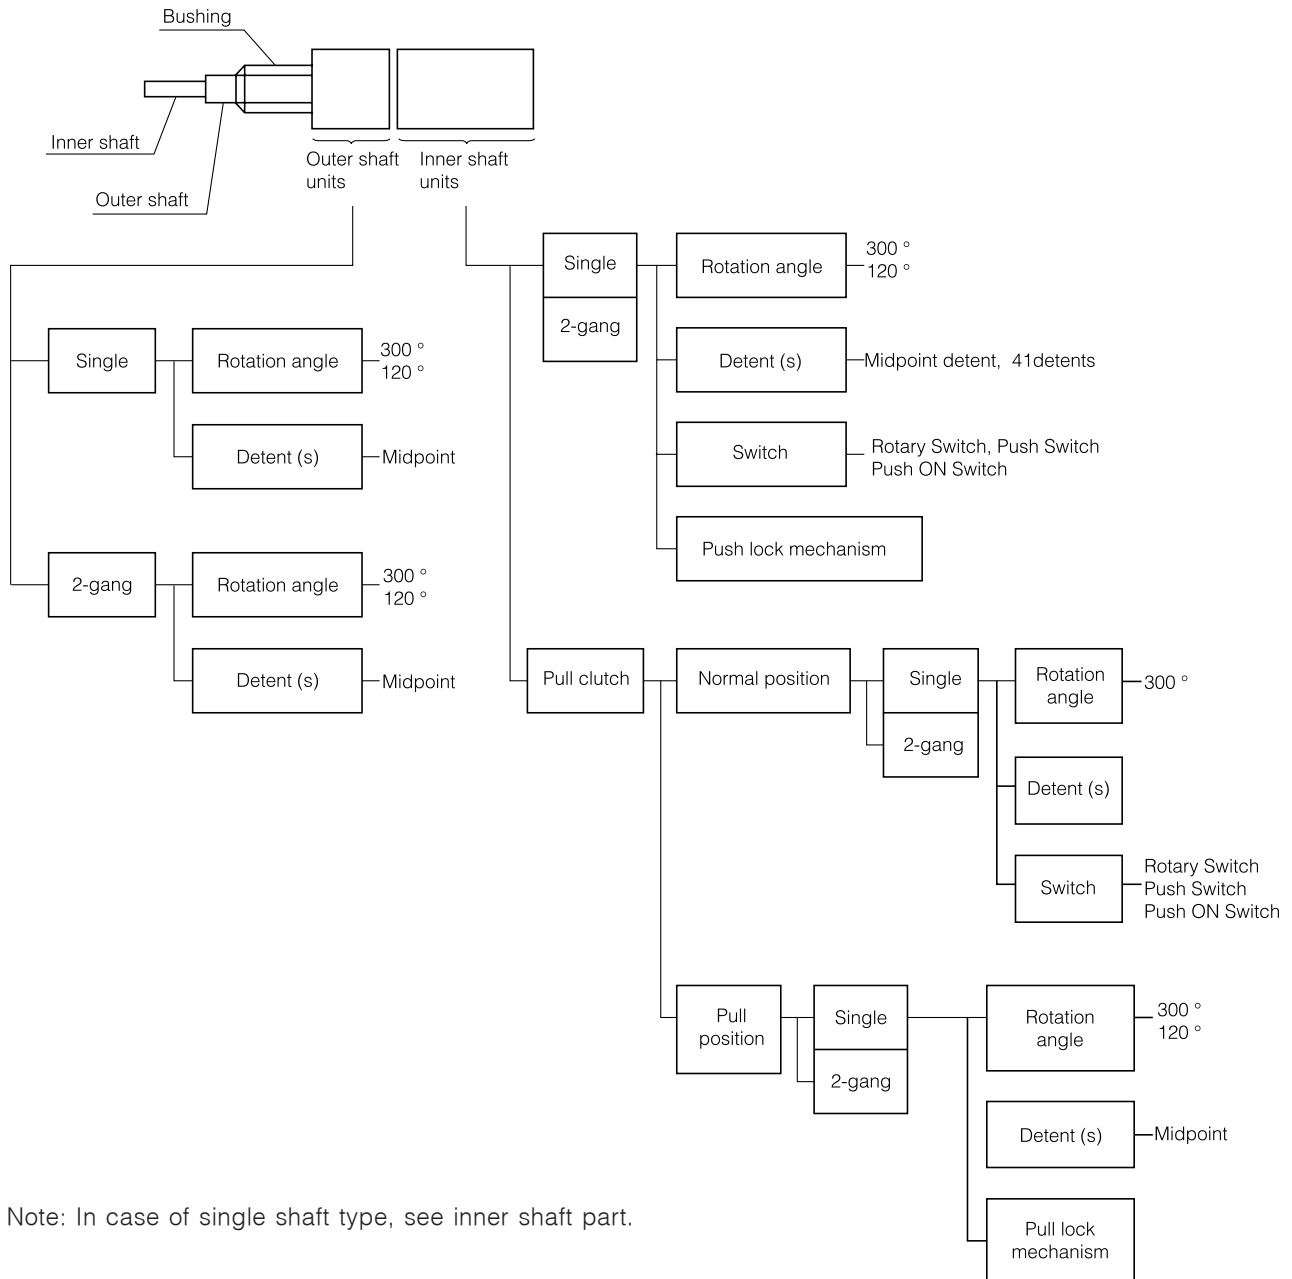 Bushing
Inner shaft
Outer shaft
Outer shaft
units
Inner shaft
units
Single
Rotation angle
300 °
120 °
Detent (s)
Midpoint
2-gang
Rotation angle
300 °
120 °
Detent (s)
Midpoint
Single
2-gang
Rotation angle
300 °
120 °
Detent (s)
Midpoint detent, 41detents
Switch
Rotary Switch, Push Switch
Push ON Switch
Push lock mechanism
Pull clutch
Normal position
Single
2-gang
Rotation
angle
300 °
Detent (s)
Switch
Rotary Switch
Push Switch
Push ON Switch
Pull
position
Single
2-gang
Rotation
angle
300 °
120 °
Detent (s)
Midpoint
Pull lock
mechanism
Note: In case of single shaft type, see inner shaft part.